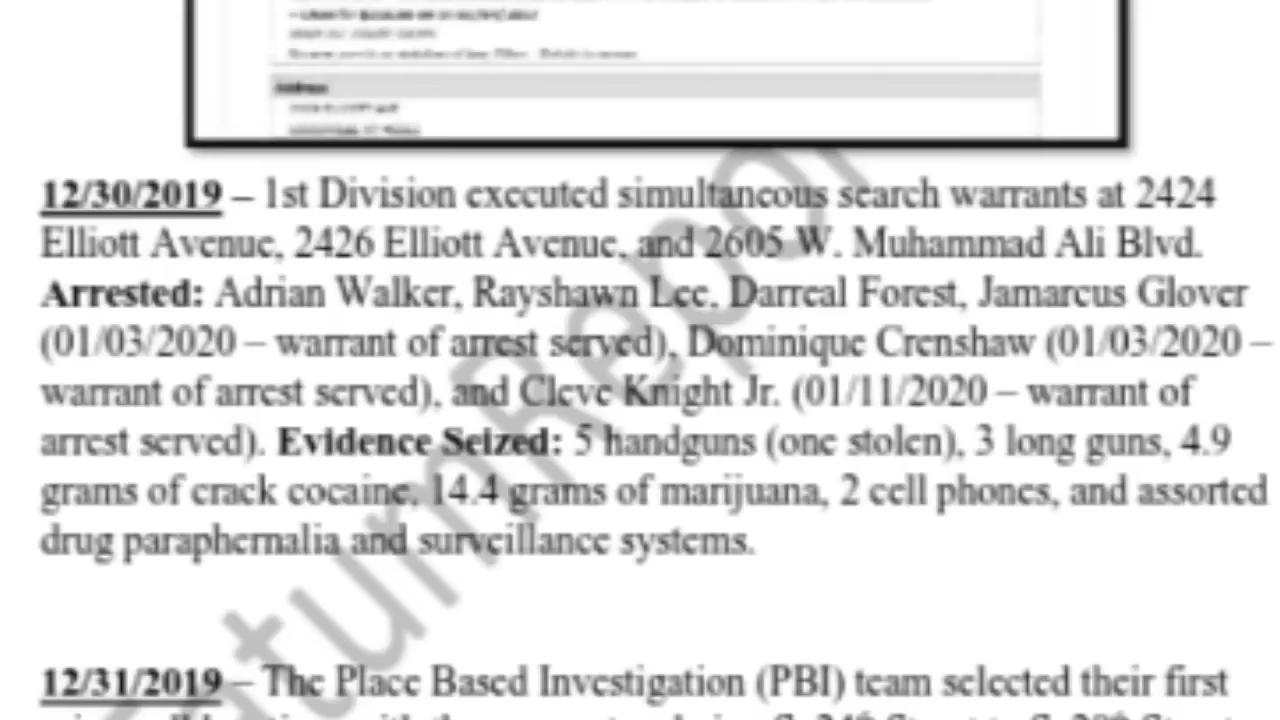 Address
12/30/2019 – 1st Division executed simultaneous search warrants at 2424
Elliott Avenue, 2426 Elliott Avenue, and 2605 W. Muhammad Ali Blvd.
Arrested: Adrian Walker, Rayshawn Lee, Darreal Forest, Jamarcus Glover
(01/03/2020 – warrant of arrest served), Dominique Crenshaw (01/03/2020 –
warrant of arrest served), and Cleve Knight Jr. (01/11/2020 – warrant of
arrest served). Evidence Seized: 5 handguns (one stolen), 3 long guns, 4.9
grams of crack cocaine, 14.4 grams of marijuana, 2 cell phones, and assorted
drug paraphernalia and surveillance systems.
12/31/2019 – The Place Based Investigation (PBI) team selected their first